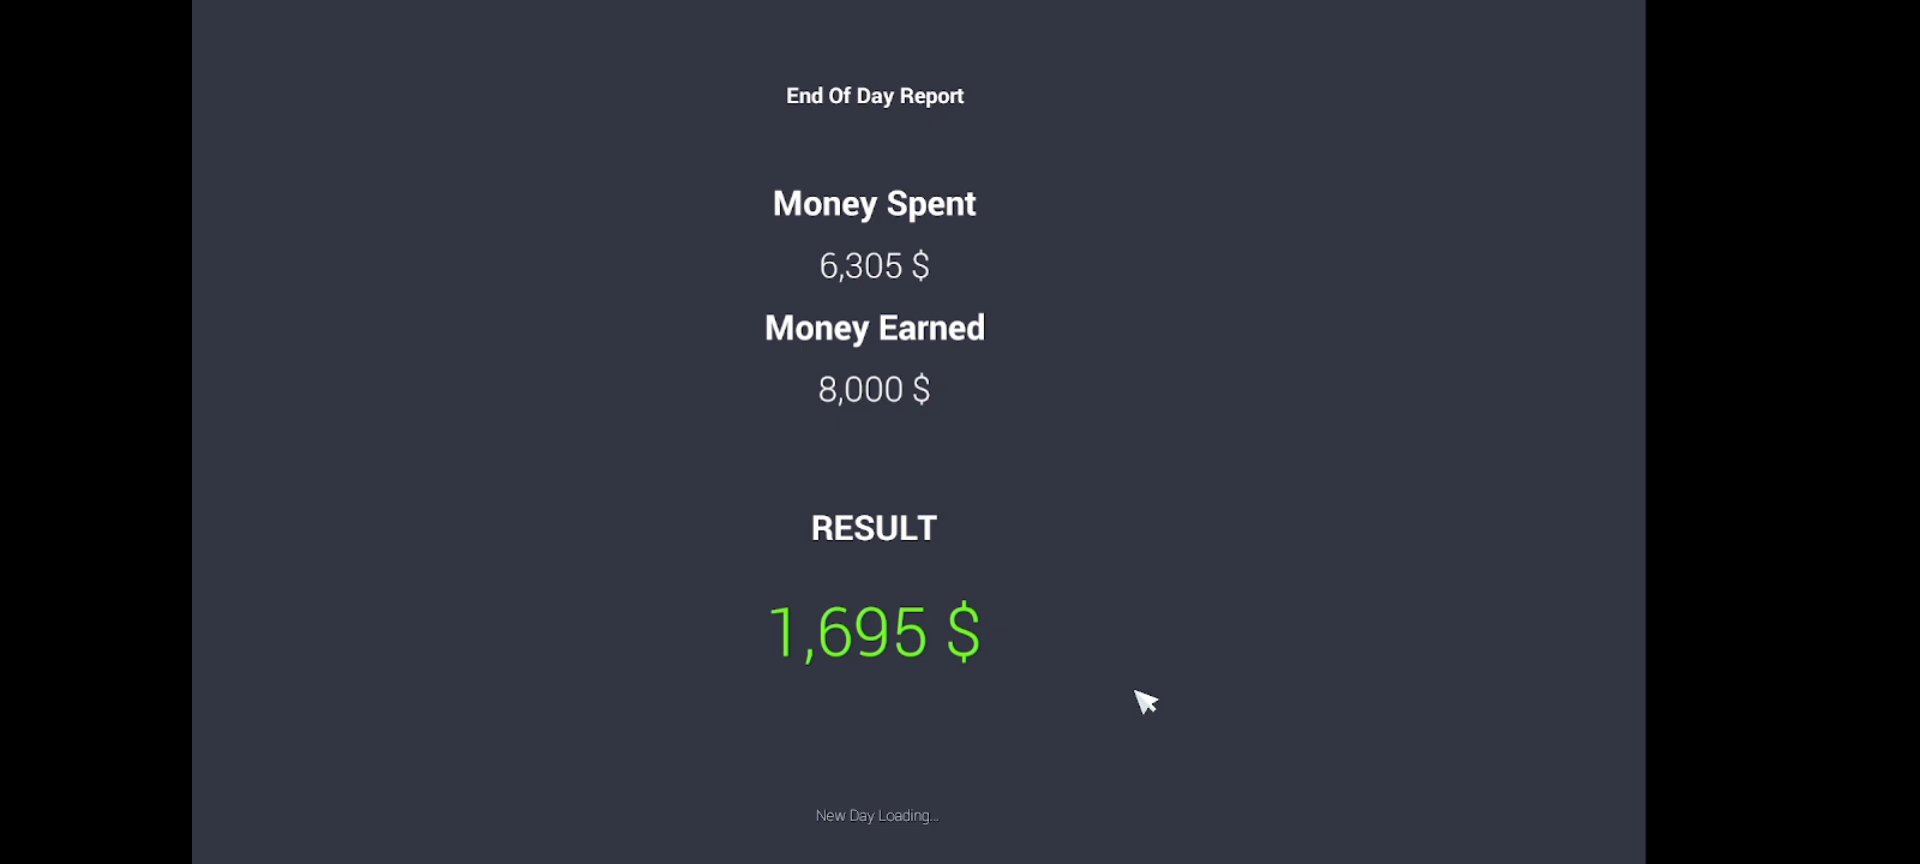 End Of Day Report
Money Spent
6,305 $
Money Earned
8,000 $
RESULT
1,695 $
New Day Loading...